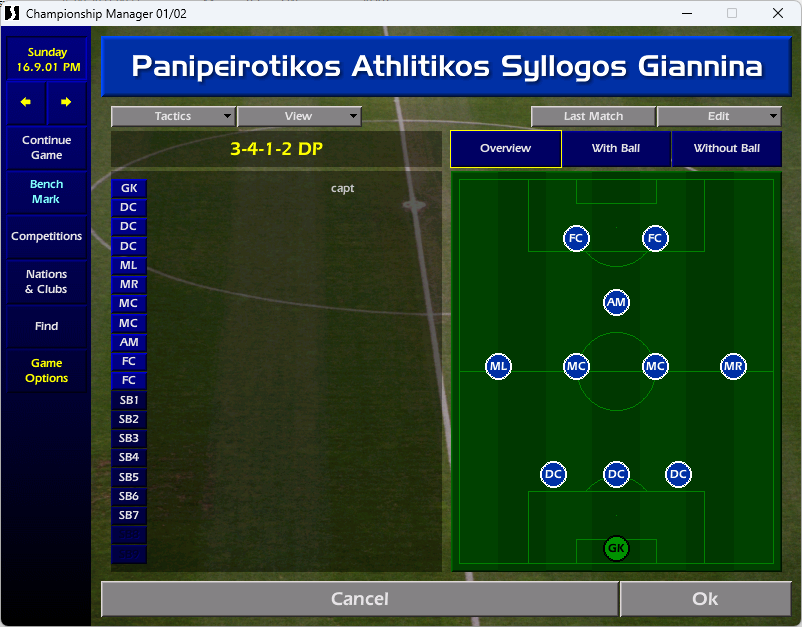 Championship Manager 01/02
Sunday
16.9.01 PM
Continue
Game
Bench
Mark
Competitions
Nations
& Clubs
Find
Game
Options
Panipeirotikos Athlitikos Syllogos Giannina
Tactics
View
Last Match
Edit
3-4-1-2 DP
Overview
With Ball
Without Ball
GK
capt
DC
DC
DC
ML
MR
MC
MC
AM
FC
FC
SB1
SB2
SB3
SB4
SB5
SB6
SB7
FC FC
AM
ML MC MC MR
DC DC DC
GK
Cancel
Ok